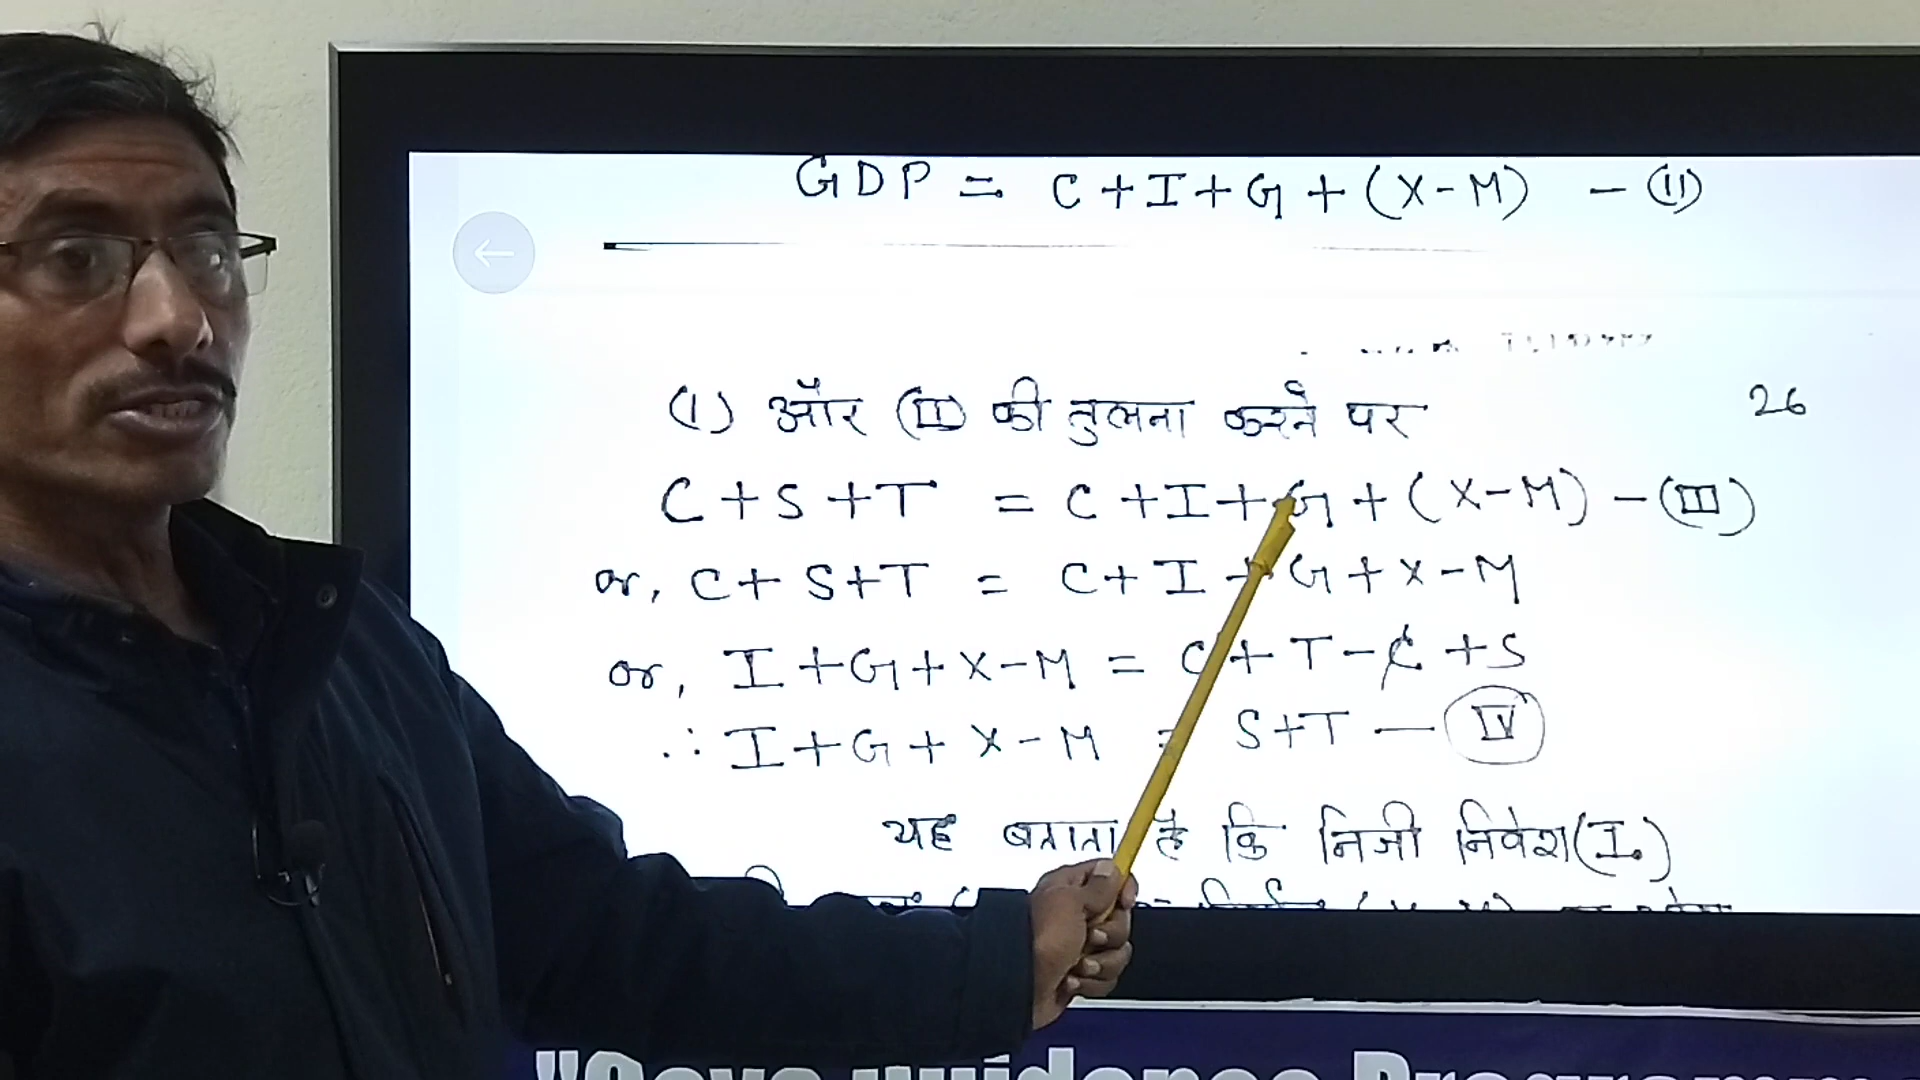 GDP = C+I+G+(X-M) - (II)
(I) और (II) की तुलना करने पर
26
C+S+T = C+I+G+(X-M) - (III)
or, C+S+T = C+I+G+X-M
or, I+G+X-M = C+T-C+S
∴ I+G+X-M = S+T — IV
यह बताता है कि निजी निवेश (I)